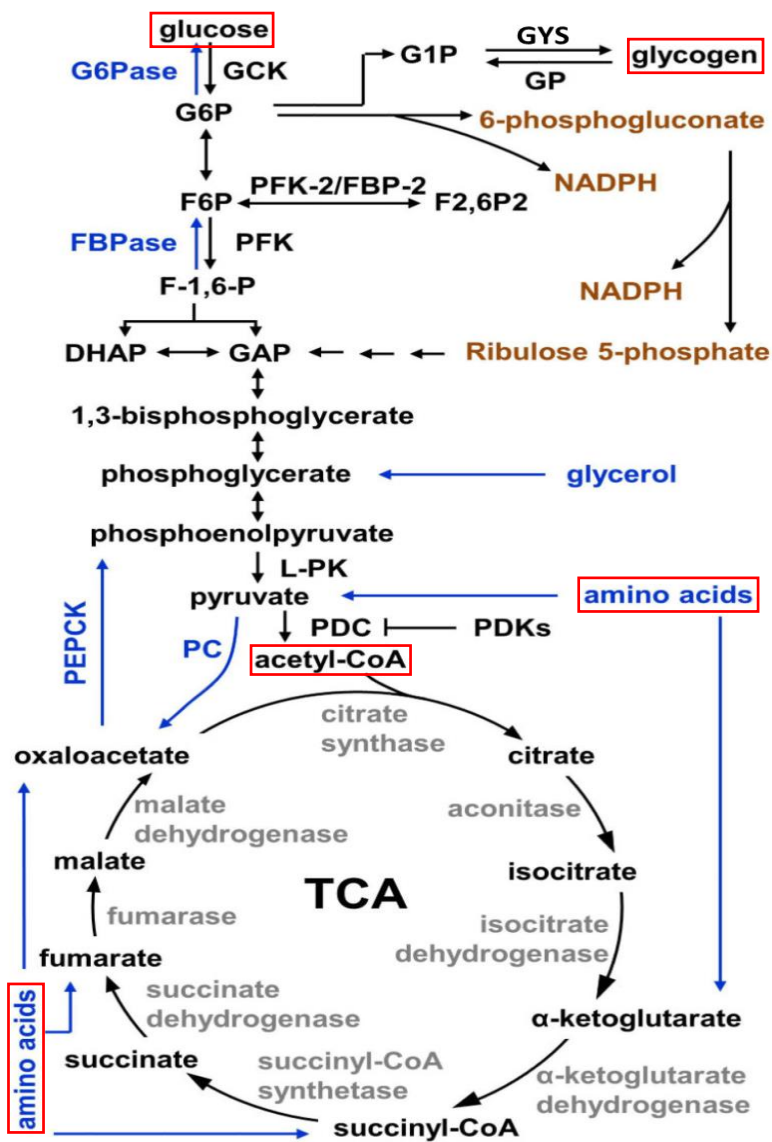 glucose
G6Pase
GCK
G6P
G1P
GYS
GP
glycogen
6-phosphogluconate
NADPH
F6P
PFK-2/FBP-2
F2,6P2
FBPase
PFK
NADPH
F-1,6-P
DHAP
GAP
Ribulose 5-phosphate
1,3-bisphosphoglycerate
phosphoglycerate
glycerol
phosphoenolpyruvate
L-PK
pyruvate
amino acids
PEPCK
PC
PDC
PDKs
acetyl-CoA
citrate
synthase
oxaloacetate
citrate
malate
dehydrogenase
aconitase
malate
isocitrate
TCA
fumarase
isocitrate
dehydrogenase
fumarate
amino acids
succinate
dehydrogenase
α-ketoglutarate
succinate
succinyl-CoA
synthetase
α-ketoglutarate
dehydrogenase
succinyl-CoA